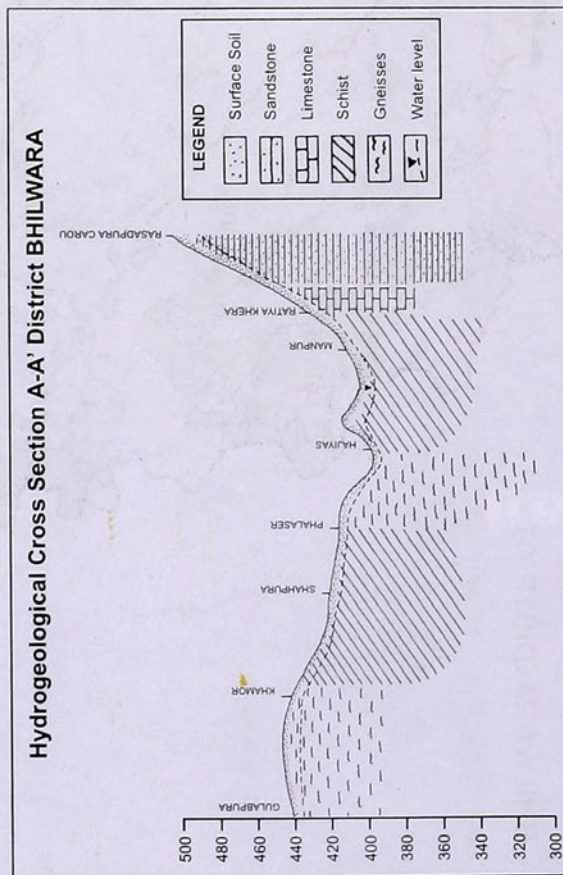 Hydrogeological Cross Section A-A' District BHILWARA
500
480
460
440
420
400
380
360
340
320
300
GULABPURA
KHAMOR
SHAHPURA
PHALASER
HAJIYAS
MANPUR
RATIYA KHERA
RASADPURA CAROU
LEGEND
Surface Soil
Sandstone
Limestone
Schist
Gneisses
Water level